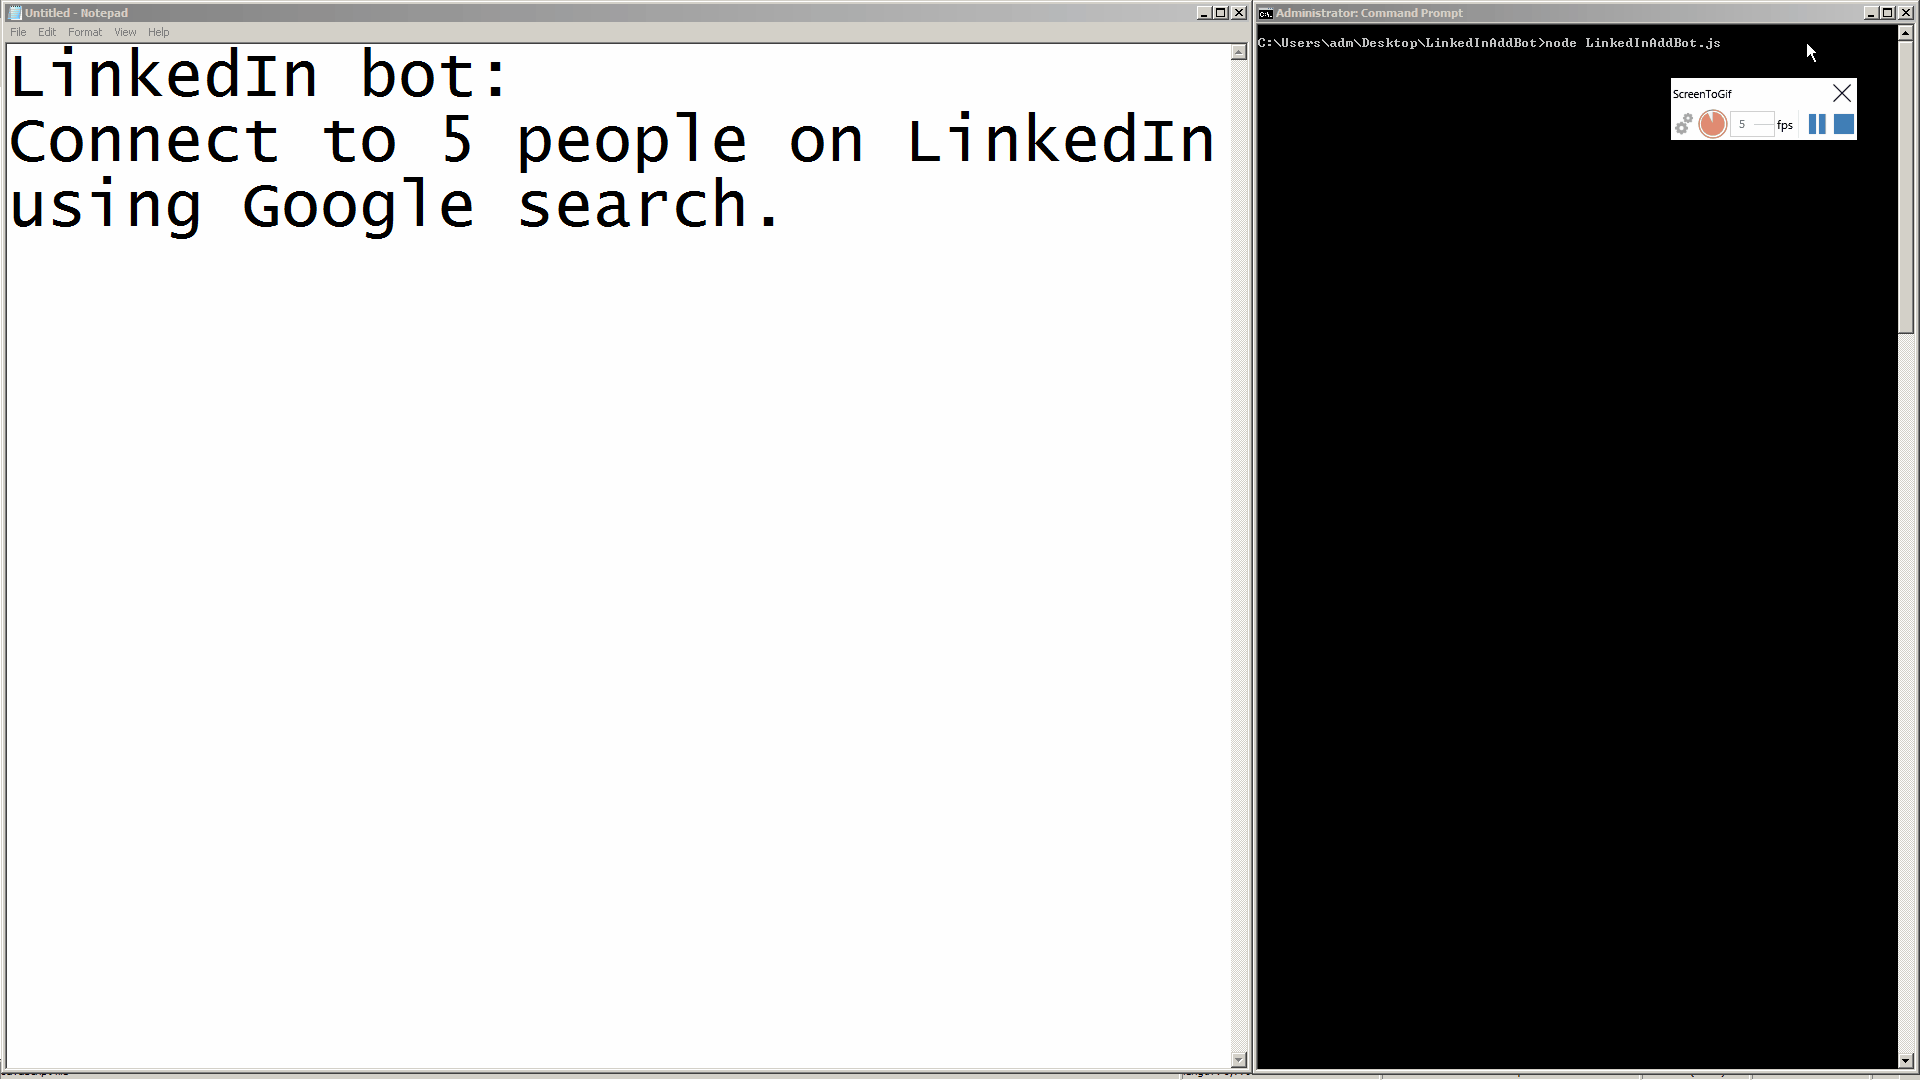 Untitled - Notepad
File Edit Format View Help
LinkedIn bot:
Connect to 5 people on LinkedIn
using Google search.
Administrator: Command Prompt
C:\Users\adm\Desktop\LinkedInAddBot>node LinkedInAddBot.js
ScreenToGif
5 fps